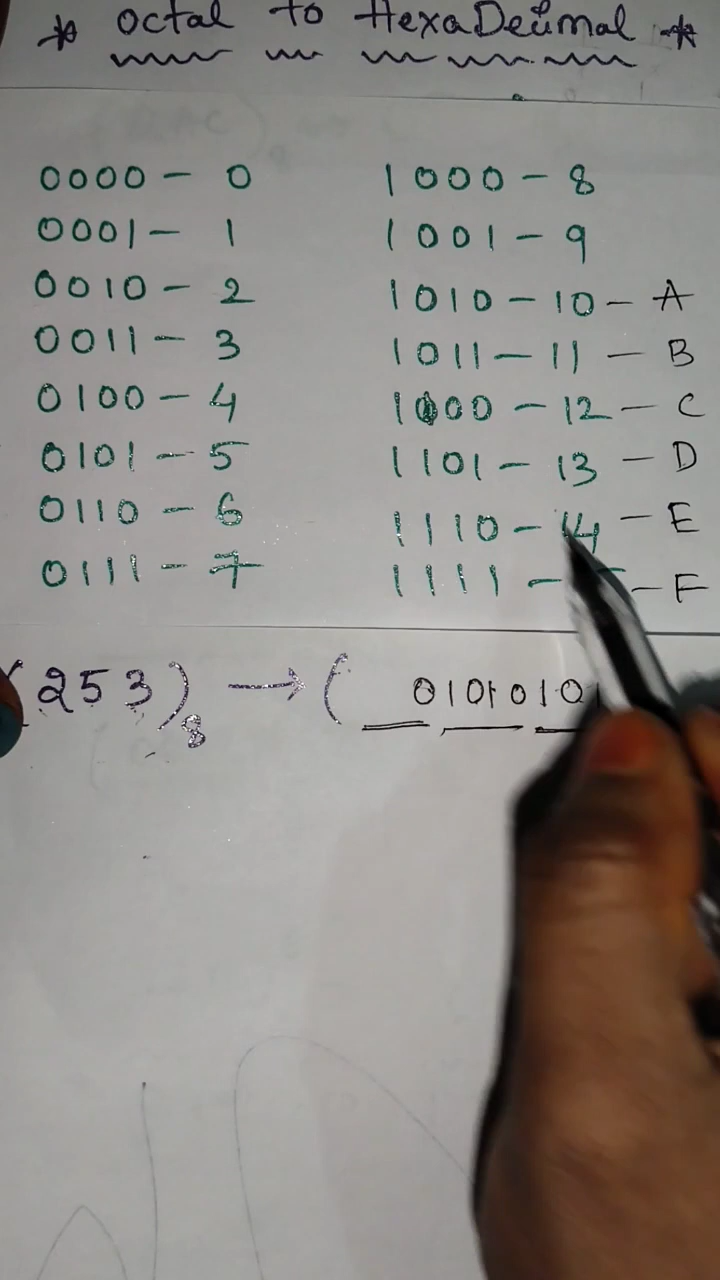 * Octal to HexaDecimal *
0000 - 0
0001 - 1
0010 - 2
0011 - 3
0100 - 4
0101 - 5
0110 - 6
0111 - 7
1000 - 8
1001 - 9
1010 - 10 - A
1011 - 11 - B
1000 - 12 - C
1101 - 13 - D
1110 - 14 - E
1111 - - F
(253)8 → ( 01010101